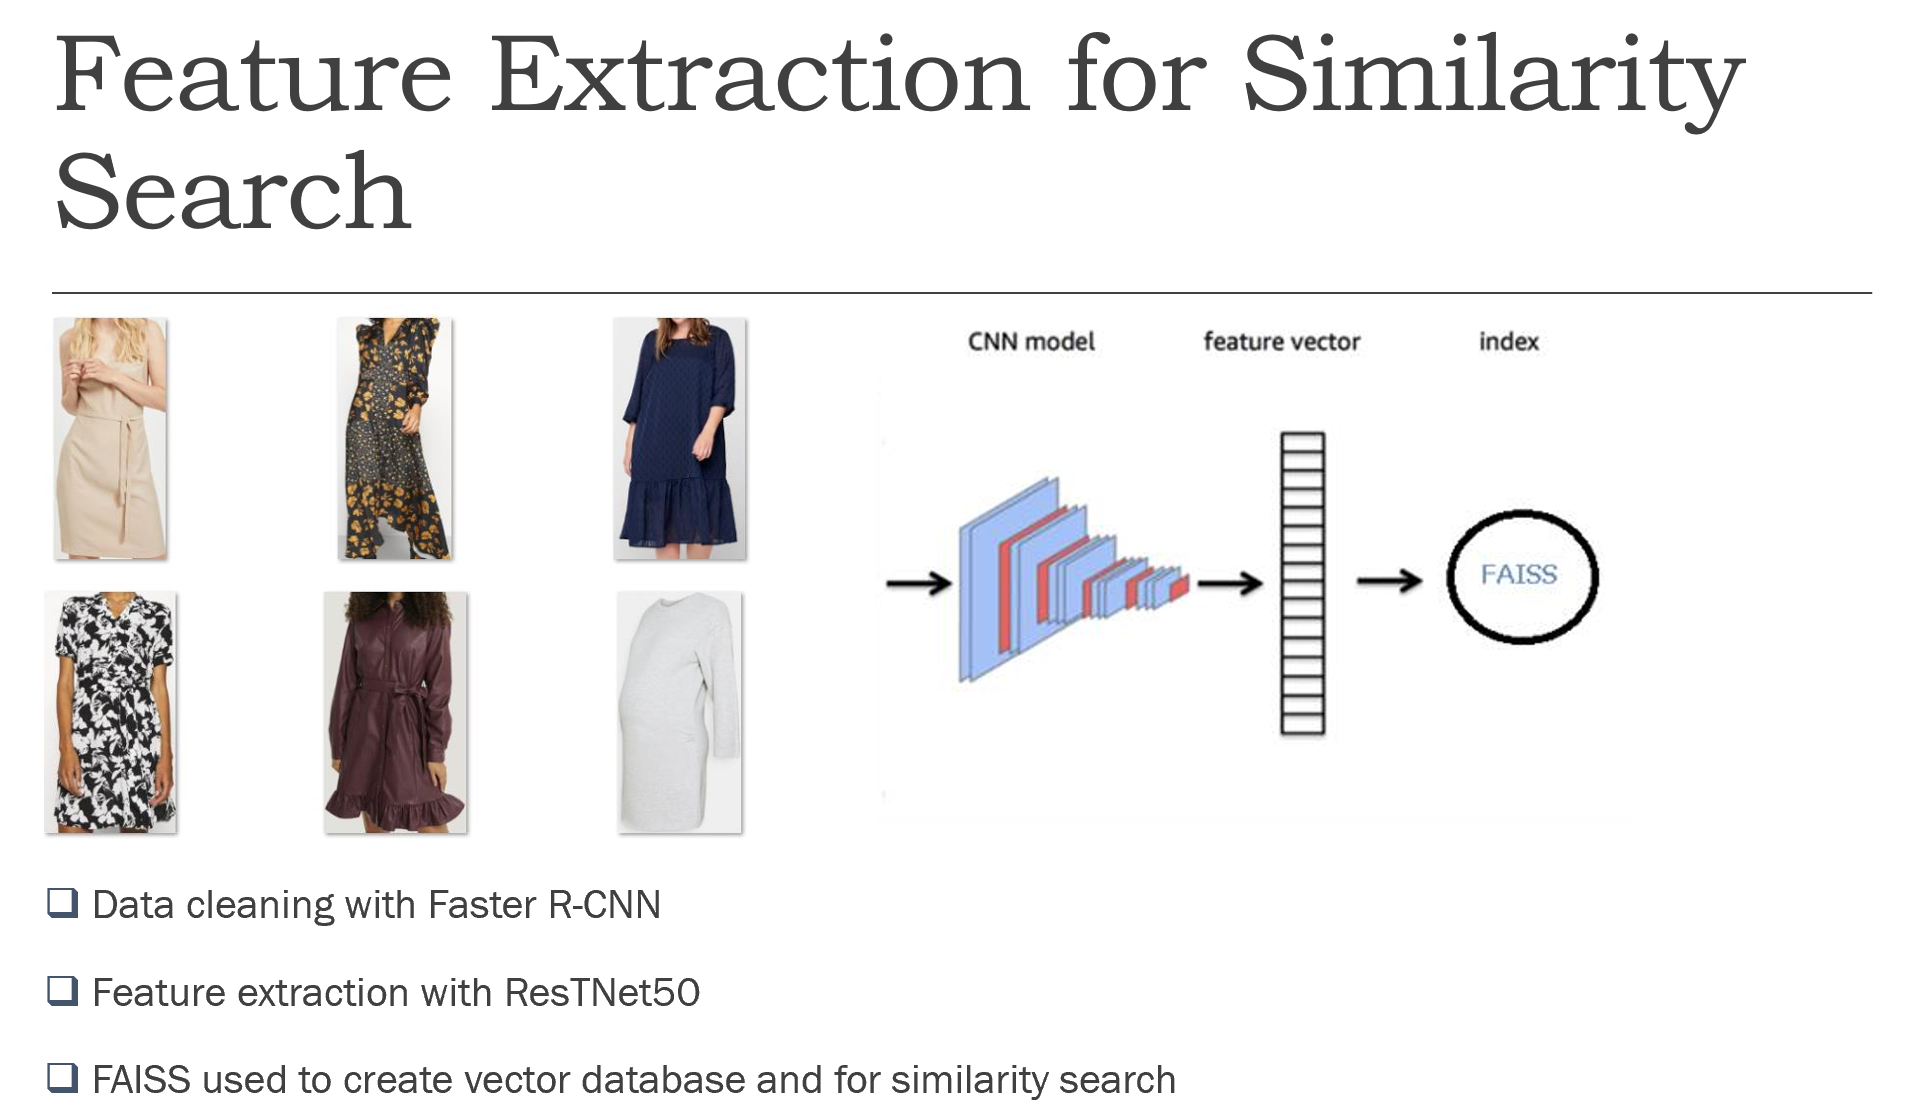 Feature Extraction for Similarity
Search
CNN model
feature vector
index
FAISS
Data cleaning with Faster R-CNN
Feature extraction with ResTNet50
FAISS used to create vector database and for similarity search